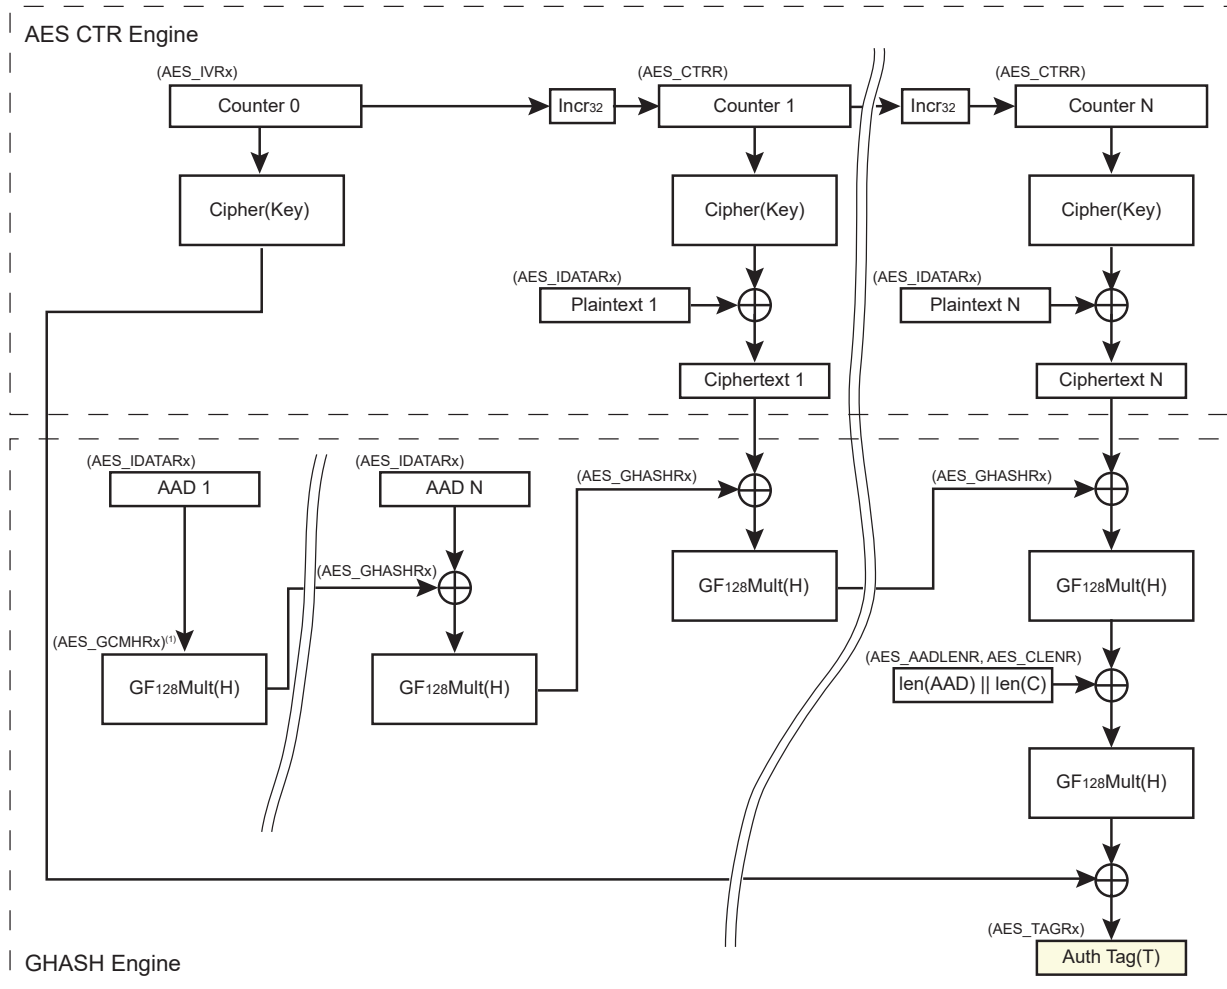 AES CTR Engine
(AES_IVRx)
(AES_CTRR)
(AES_CTRR)
Counter 0
Incr32
Counter 1
Incr32
Counter N
Cipher(Key)
Cipher(Key)
Cipher(Key)
(AES_IDATARx)
(AES_IDATARx)
Plaintext 1
Plaintext N
Ciphertext 1
Ciphertext N
(AES_IDATARx)
(AES_IDATARx)
AAD 1
AAD N
(AES_GHASHRx)
(AES_GHASHRx)
(AES_GHASHRx)
GF128Mult(H)
GF128Mult(H)
(AES_GCMHRx)(1)
GF128Mult(H)
GF128Mult(H)
(AES_AADLENR, AES_CLENR)
len(AAD) || len(C)
GF128Mult(H)
(AES_TAGRx)
Auth Tag(T)
GHASH Engine